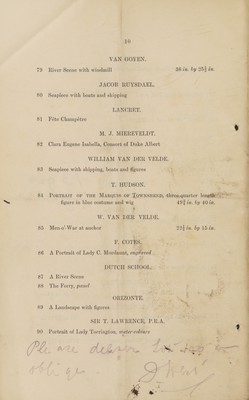 10
VAN GOYEN.
79 River Scene with windmill 36 in. by 25½ in.
JACOB RUYSDAEL.
80 Seapiece with boats and shipping
LANCRET.
81 Fête Champêtre
M. J. MIREVELDT.
82 Clara Eugene Isabella, Consort of Duke Albert
WILLIAM VAN DER VELDE.
83 Seapiece with shipping, boats and figures
T. HUDSON.
84 PORTRAIT OF THE MARQUIS OF TOWNSHEND, three-quarter length
figure in blue costume and wig 49½ in. by 40 in.
W. VAN DER VELDE.
85 Men-o'-War at anchor 22½ in. by 15 in.
F. COTES.
86 A Portrait of Lady C. Mordaunt, engraved
DUTCH SCHOOL.
87 A River Scene
88 The Ferry, panel
ORIZONTE.
89 A Landscape with figures
SIR T. LAWRENCE, P.R.A.
90 Portrait of Lady Torrington,
Please deliver
oblige